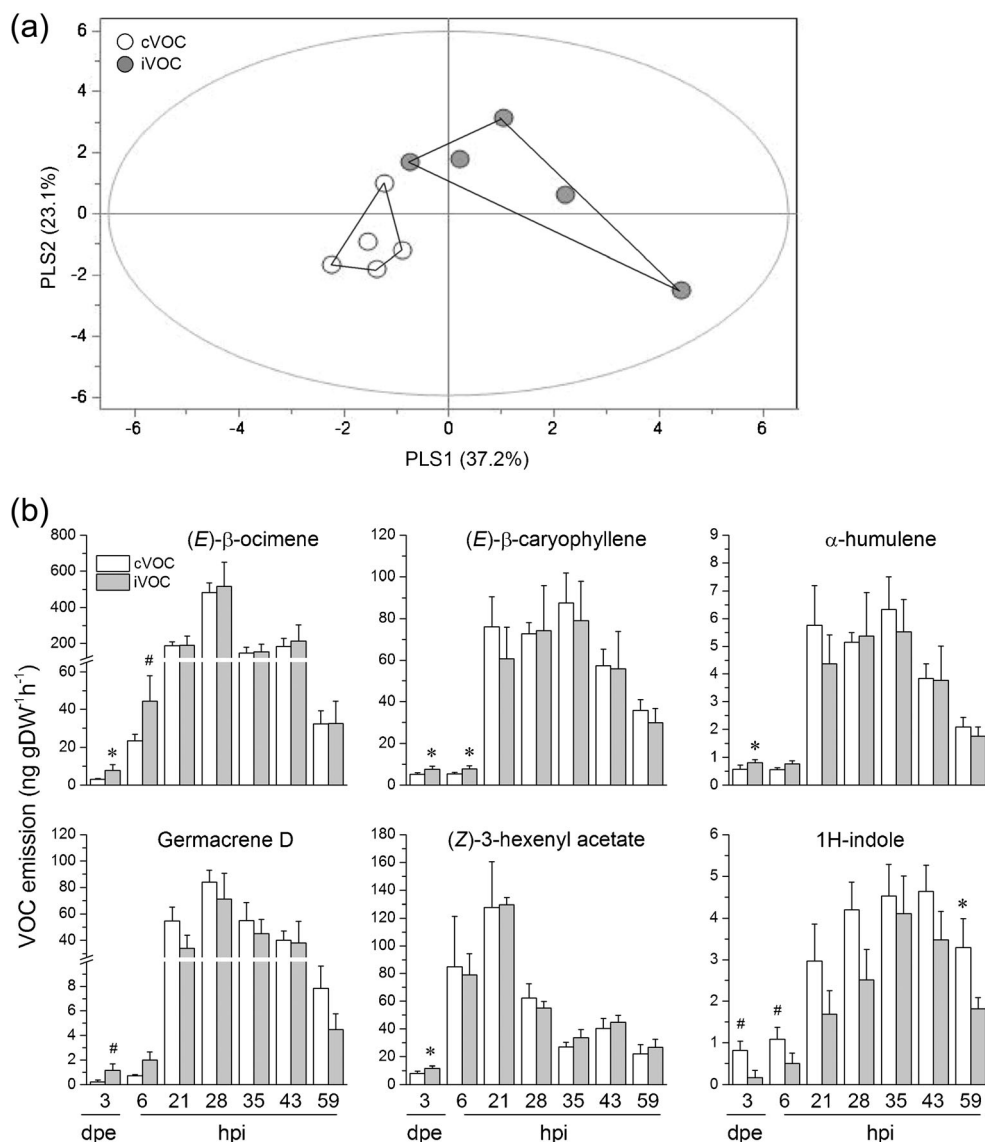 (a)
cVOC
iVOC
6
4
2
0
-2
-4
-6
PLS2 (23.1%)
-6 -4 -2 0 2 4 6
PLS1 (37.2%)
(b)
VOC emission (ng gDW⁻¹h⁻¹)
(E)-β-ocimene
cVOC
iVOC
800
500
200
60
40
20
0
*
#
(E)-β-caryophyllene
120
100
80
60
40
20
0
* *
α-humulene
9
8
7
6
5
4
3
2
1
0
*
Germacrene D
120
100
80
60
40
8
6
4
2
0
#
3 6 21 28 35 43 59
dpe hpi
(Z)-3-hexenyl acetate
180
160
140
120
100
80
60
40
20
0
*
3 6 21 28 35 43 59
dpe hpi
1H-indole
6
5
4
3
2
1
0
# # *
3 6 21 28 35 43 59
dpe hpi